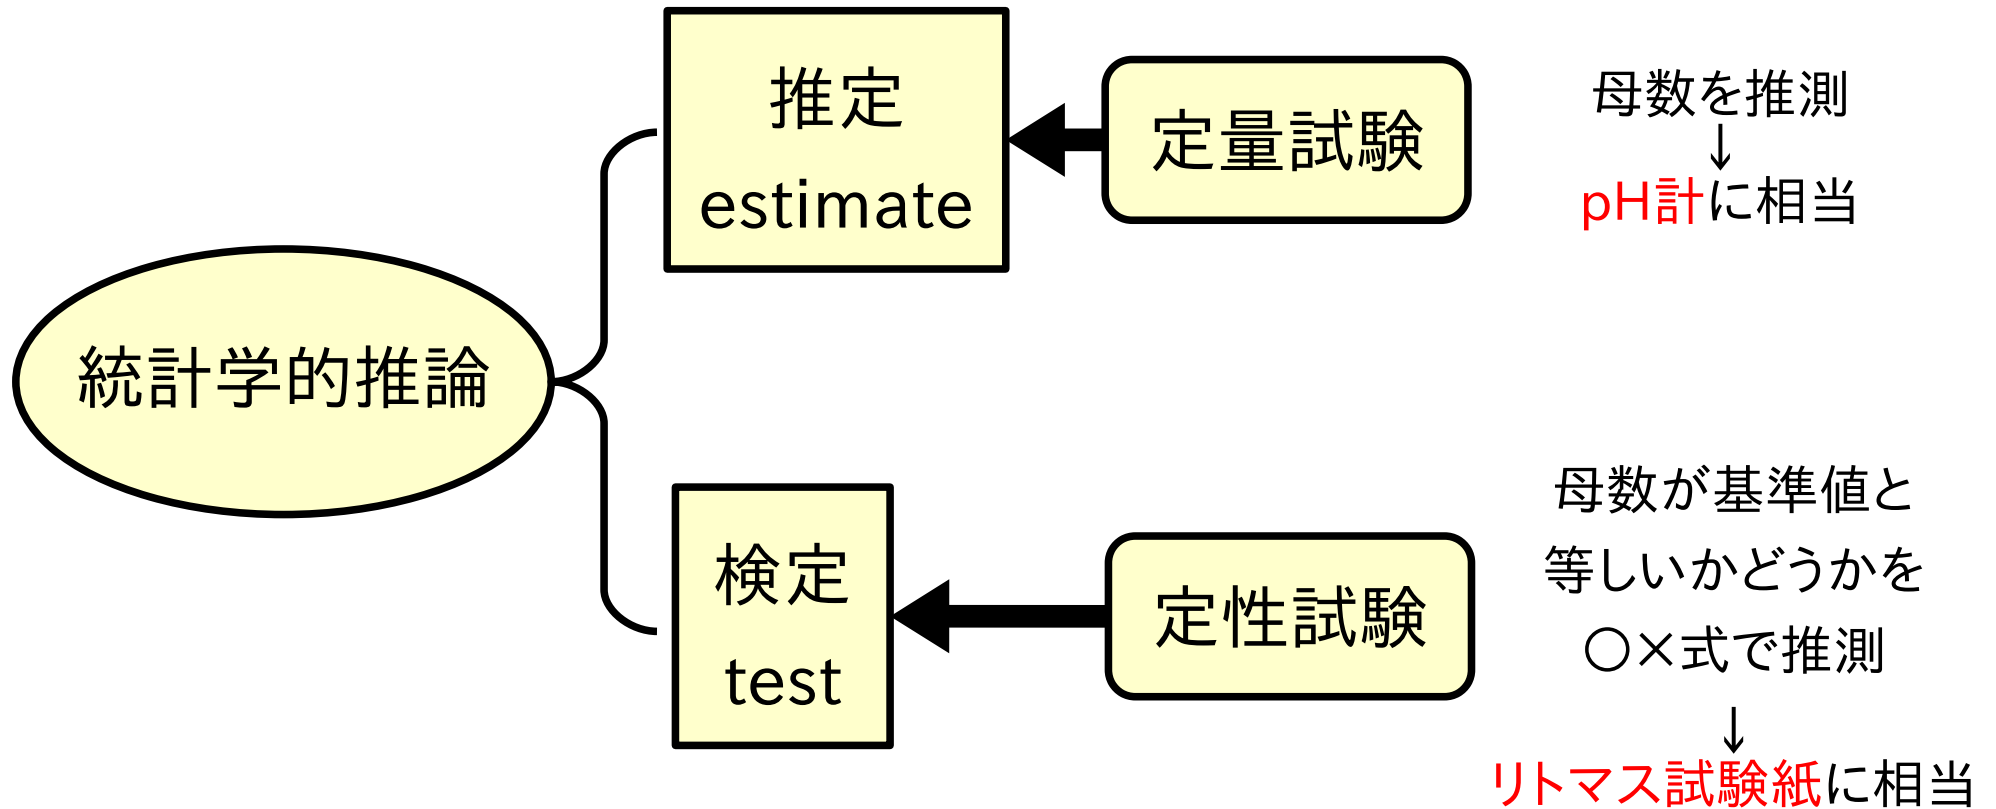 統計学的推論
推定
estimate
定量試験
母数を推測
↓
pH計に相当
検定
test
定性試験
母数が基準値と
等しいかどうかを
○×式で推測
↓
リトマス試験紙に相当